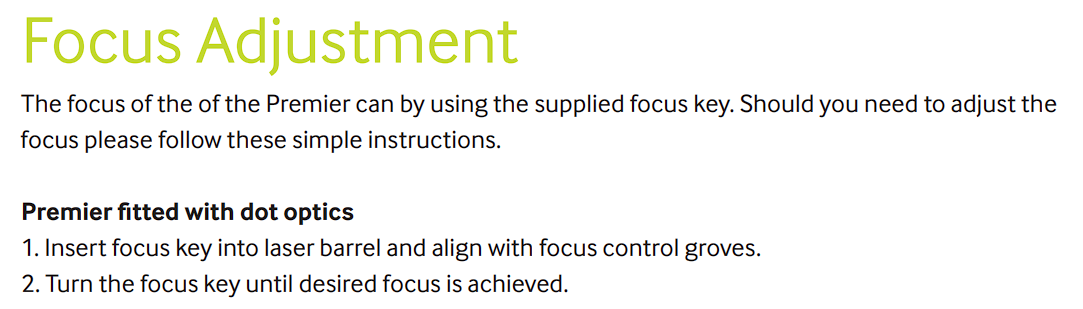 Focus Adjustment
The focus of the of the Premier can by using the supplied focus key. Should you need to adjust the
focus please follow these simple instructions.
Premier fitted with dot optics
1. Insert focus key into laser barrel and align with focus control groves.
2. Turn the focus key until desired focus is achieved.